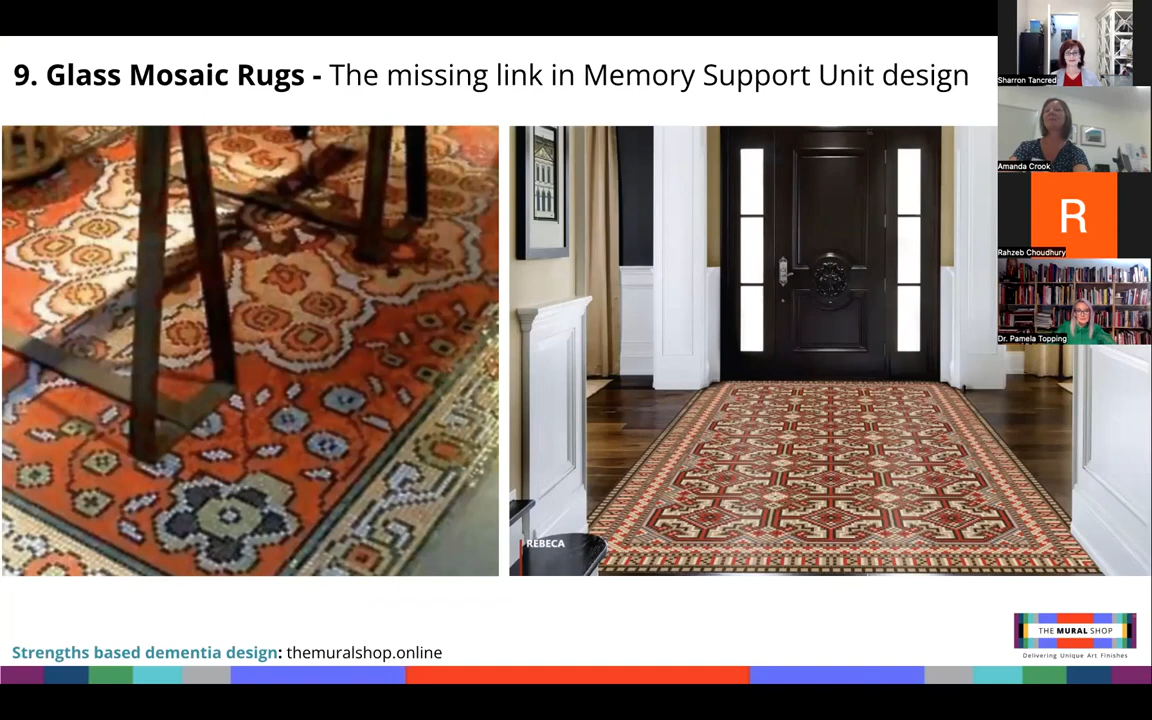 9. Glass Mosaic Rugs - The missing link in Memory Support Unit design
Sharron Tancred
Amanda Crook
R
Rahzeb Choudhury
Dr. Pamela Topping
REBECA
THE MURAL SHOP
Delivering Unique Art Finishes
Strengths based dementia design: themuralshop.online